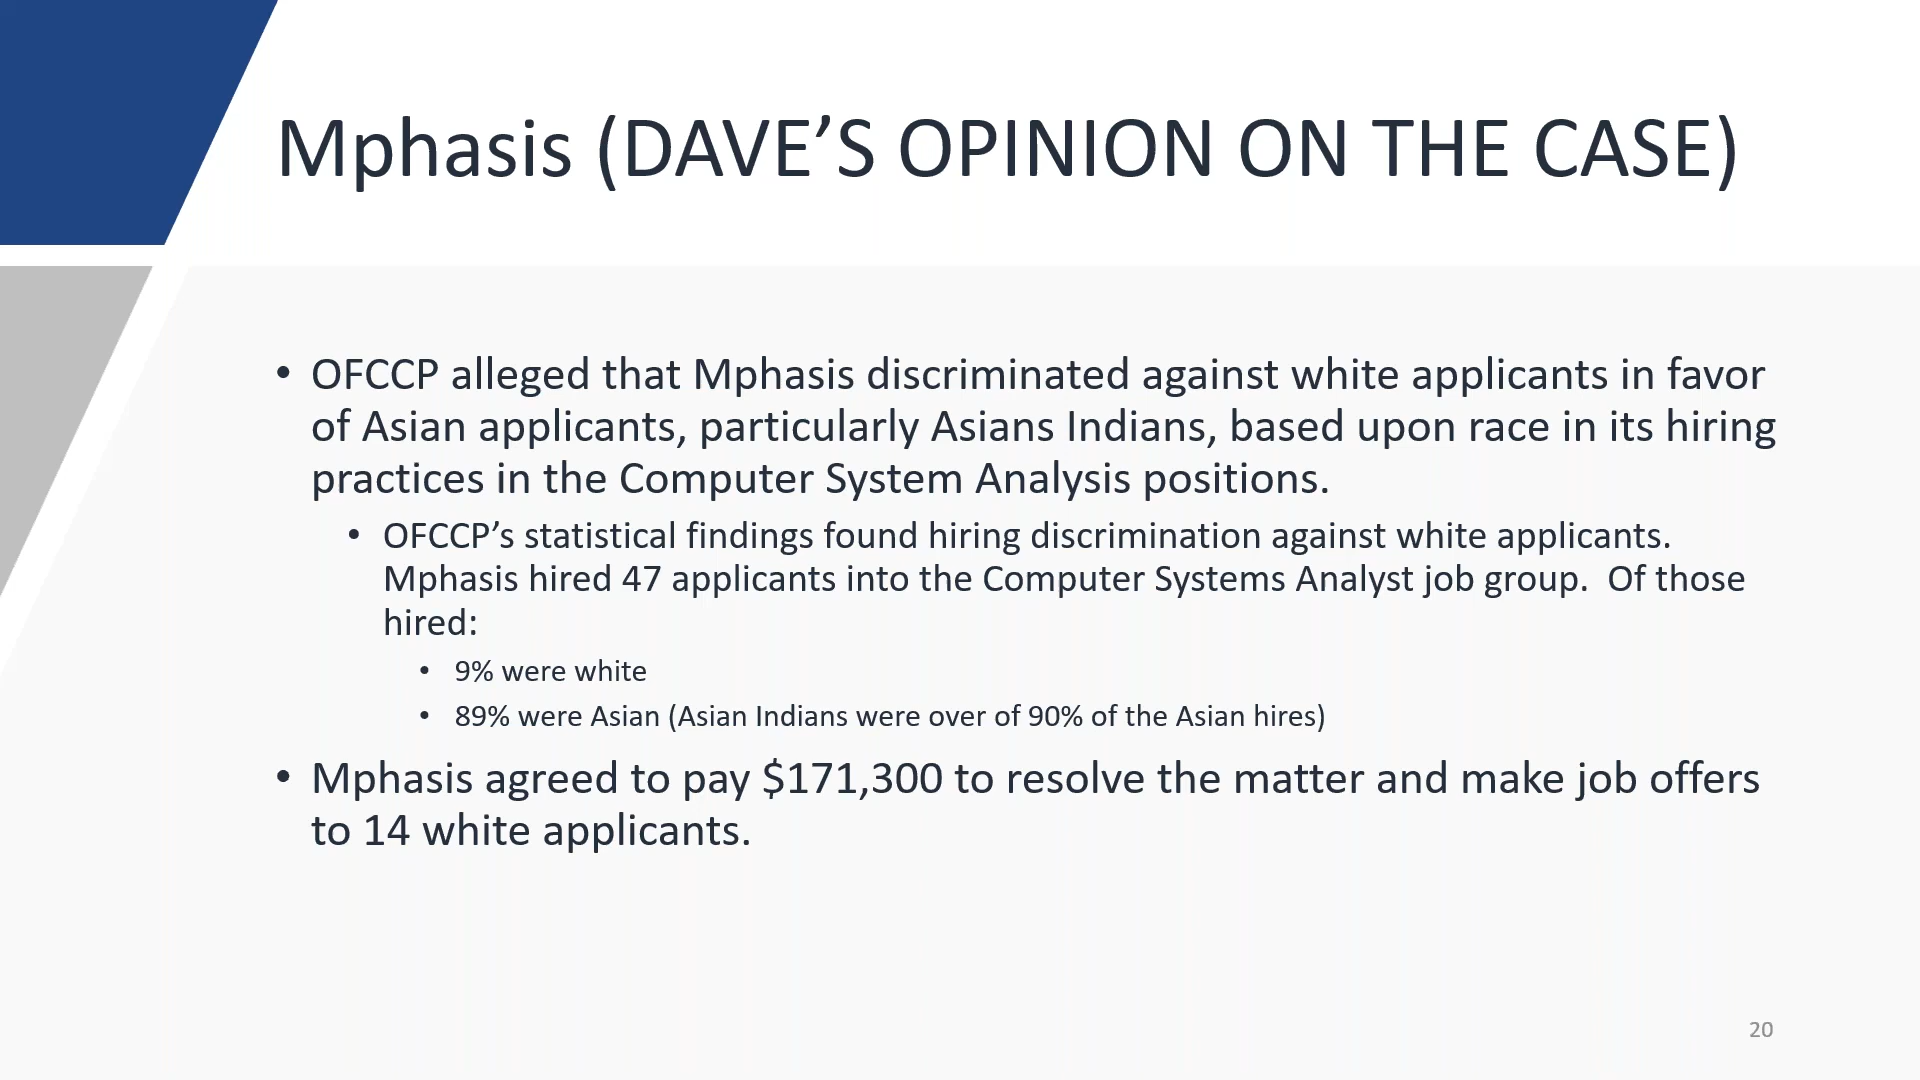 Mphasis (DAVE’S OPINION ON THE CASE)
• OFCCP alleged that Mphasis discriminated against white applicants in favor
of Asian applicants, particularly Asians Indians, based upon race in its hiring
practices in the Computer System Analysis positions.
• OFCCP’s statistical findings found hiring discrimination against white applicants.
Mphasis hired 47 applicants into the Computer Systems Analyst job group.  Of those
hired:
• 9% were white
• 89% were Asian (Asian Indians were over of 90% of the Asian hires)
• Mphasis agreed to pay $171,300 to resolve the matter and make job offers
to 14 white applicants.
20